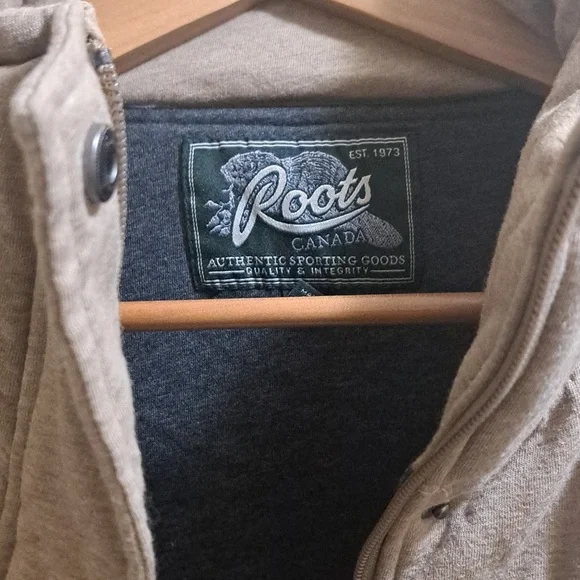 EST. 1973
Roots
CANADA
AUTHENTIC SPORTING GOODS
QUALITY & INTEGRITY